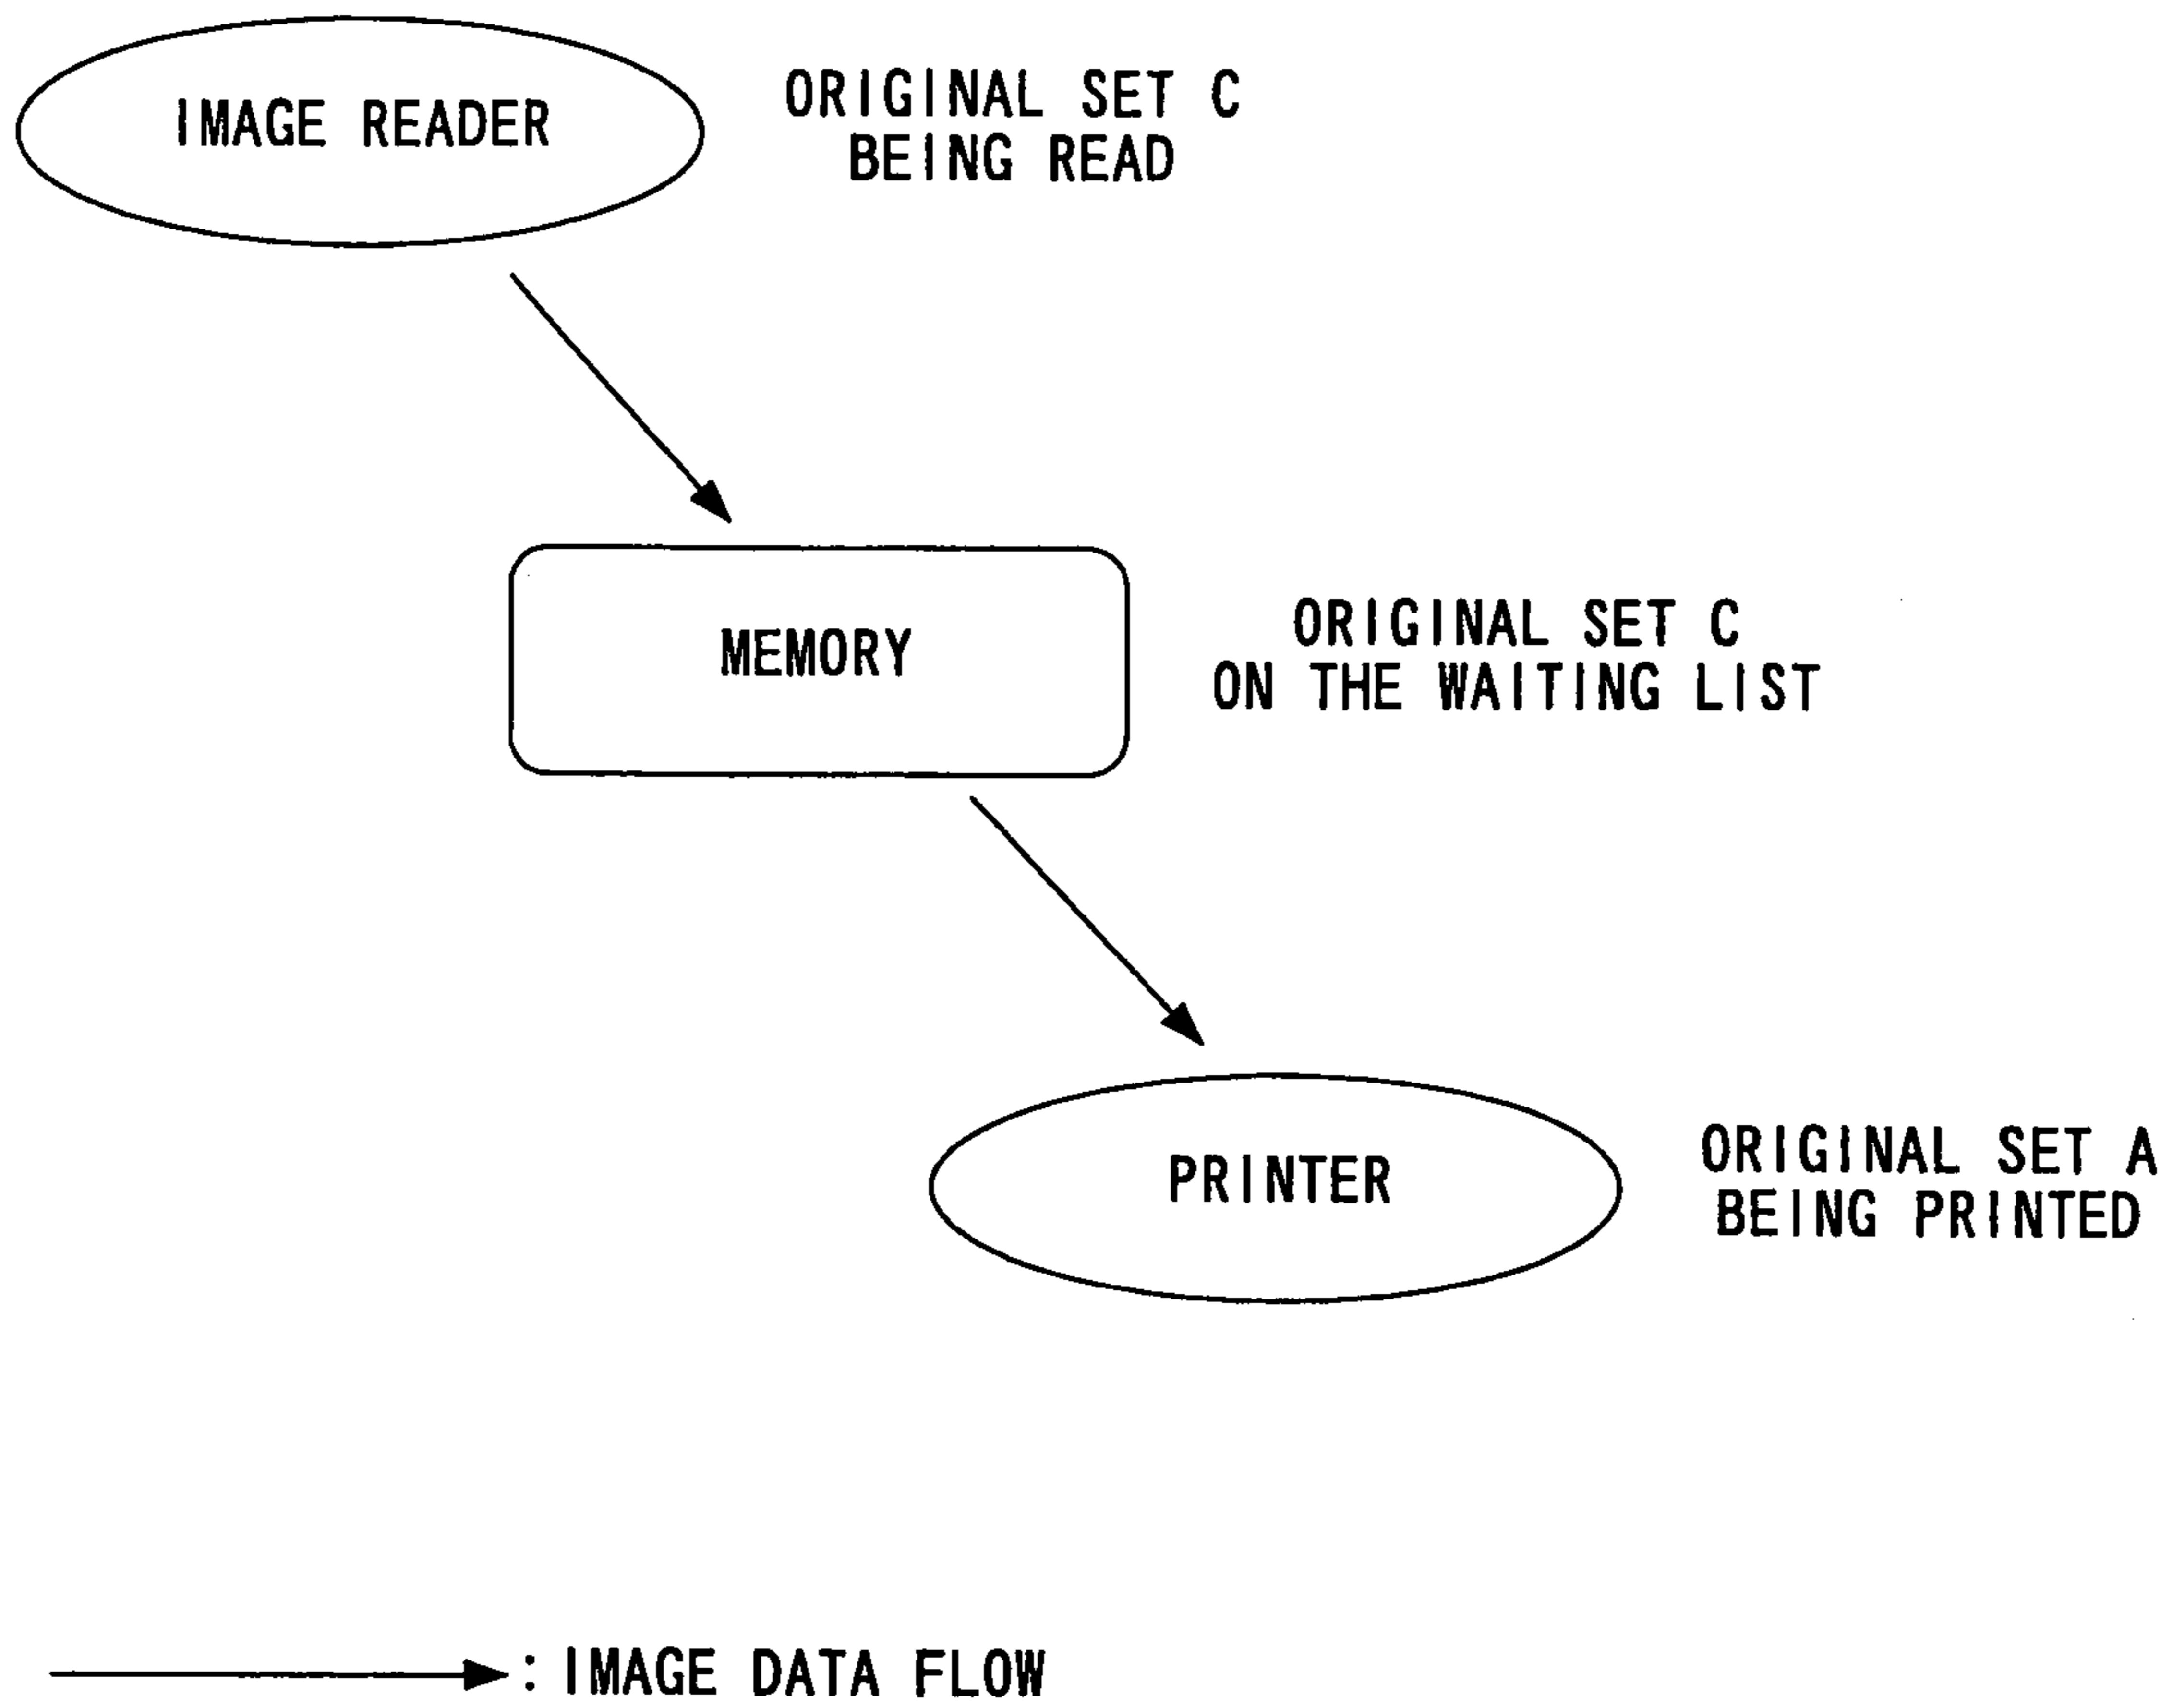 IMAGE READER
ORIGINAL SET C
BEING READ
MEMORY
ORIGINAL SET C
ON THE WAITING LIST
PRINTER
ORIGINAL SET A
BEING PRINTED
: IMAGE DATA FLOW